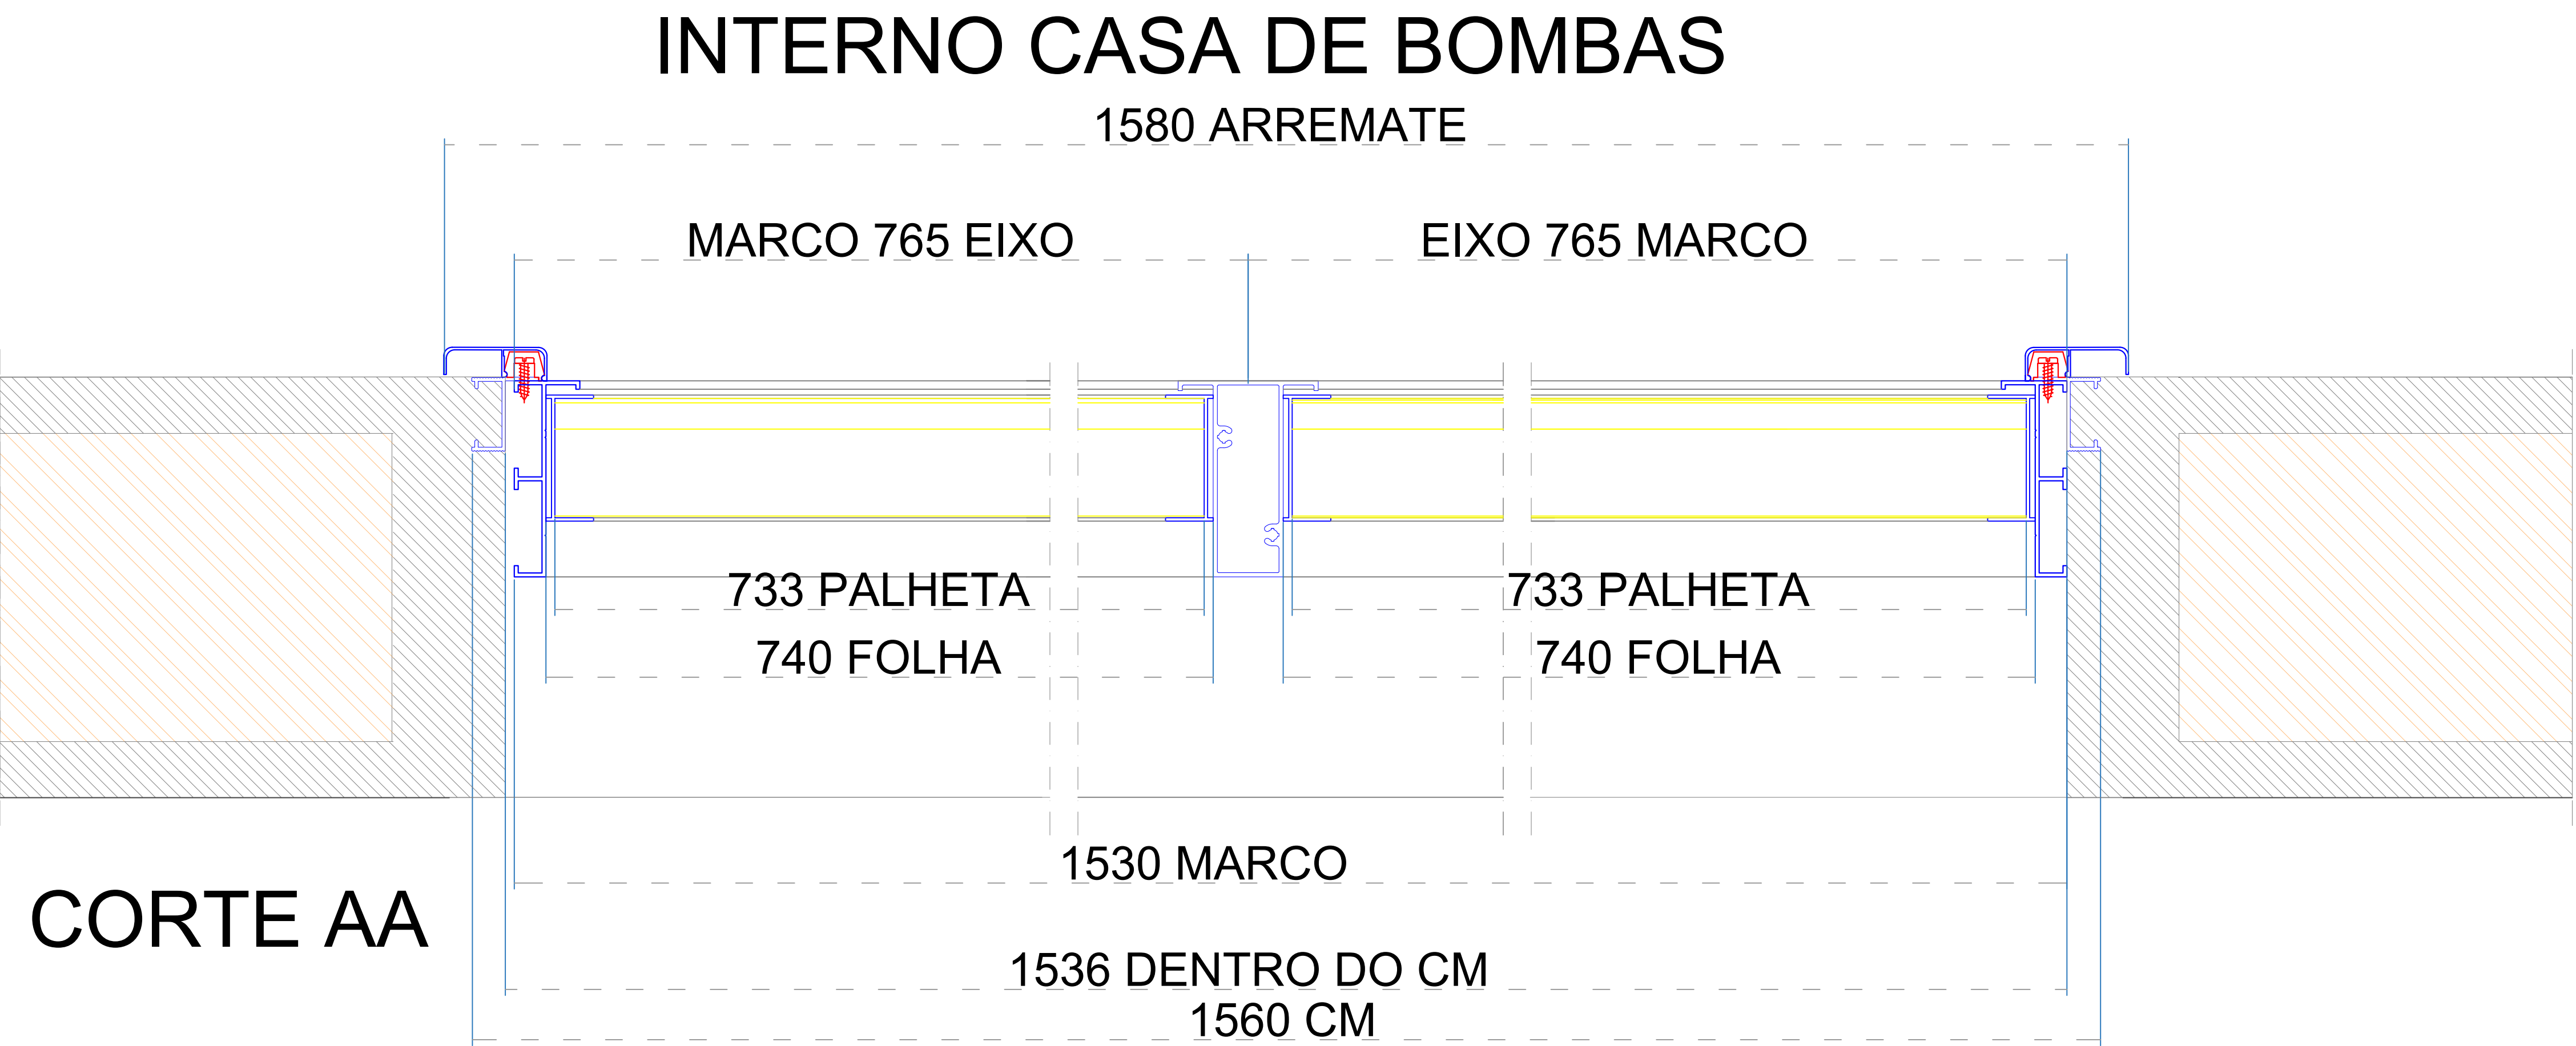 INTERNO CASA DE BOMBAS
1580 ARREMATE
MARCO 765 EIXO
EIXO 765 MARCO
733 PALHETA
733 PALHETA
740 FOLHA
740 FOLHA
1530 MARCO
CORTE AA
1536 DENTRO DO CM
1560 CM